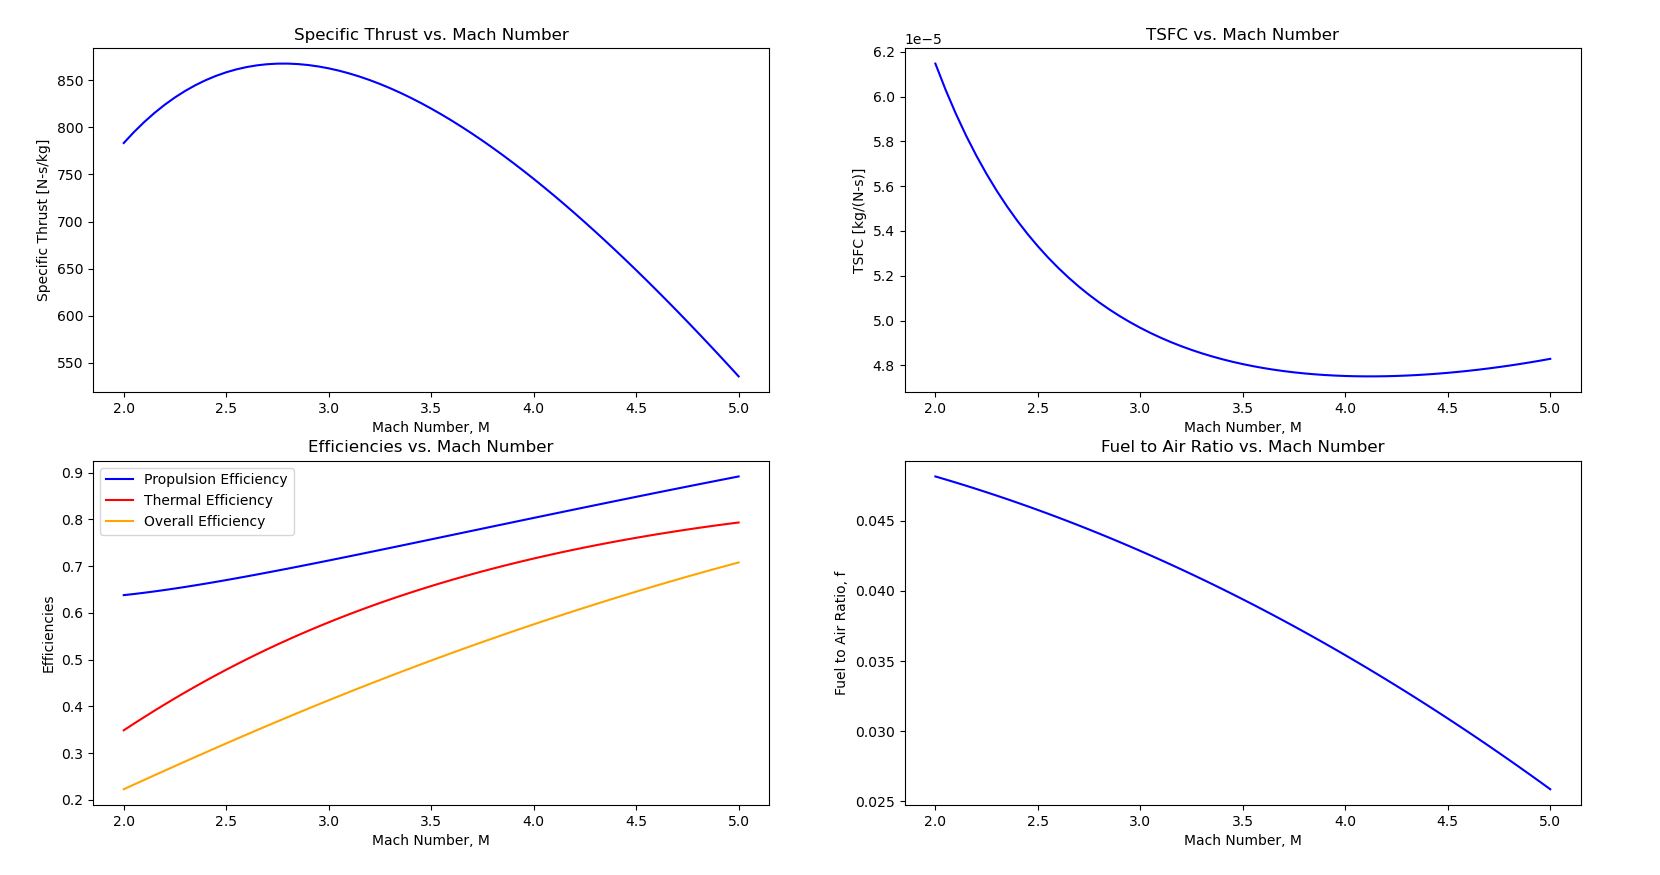 Specific Thrust vs. Mach Number
850
800
750
700
650
600
550
Specific Thrust [N-s/kg]
2.0 2.5 3.0 3.5 4.0 4.5 5.0
Mach Number, M
TSFC vs. Mach Number
1e−5
6.2
6.0
5.8
5.6
5.4
5.2
5.0
4.8
TSFC [kg/(N-s)]
2.0 2.5 3.0 3.5 4.0 4.5 5.0
Mach Number, M
Efficiencies vs. Mach Number
Propulsion Efficiency
Thermal Efficiency
Overall Efficiency
0.9
0.8
0.7
0.6
0.5
0.4
0.3
0.2
Efficiencies
2.0 2.5 3.0 3.5 4.0 4.5 5.0
Mach Number, M
Fuel to Air Ratio vs. Mach Number
0.045
0.040
0.035
0.030
0.025
Fuel to Air Ratio, f
2.0 2.5 3.0 3.5 4.0 4.5 5.0
Mach Number, M